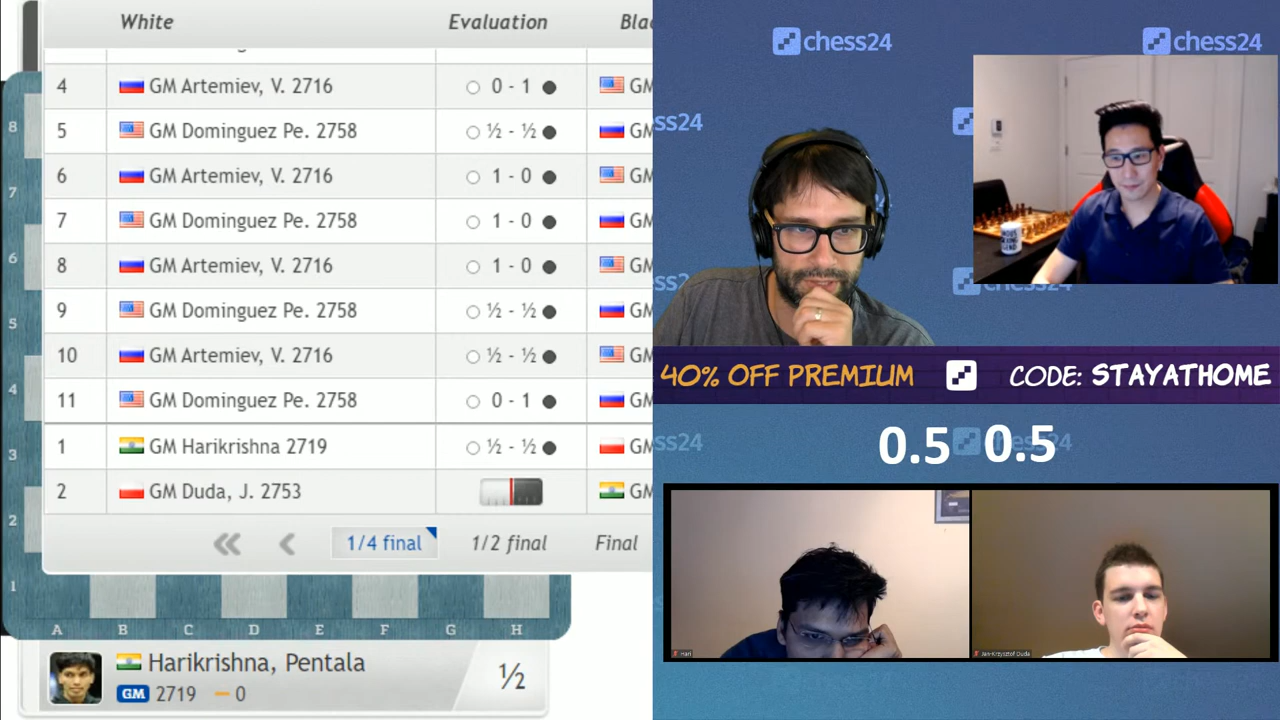 White Evaluation
4 GM Artemiev, V. 2716 0 - 1 GM
5 GM Dominguez Pe. 2758 ½ - ½
6 GM Artemiev, V. 2716 1 - 0 GM
7 GM Dominguez Pe. 2758 1 - 0 GM
8 GM Artemiev, V. 2716 1 - 0 GM
9 GM Dominguez Pe. 2758 ½ - ½ GM
10 GM Artemiev, V. 2716 ½ - ½ GM
11 GM Dominguez Pe. 2758 0 - 1 GM
1 GM Harikrishna 2719 ½ - ½ GM
2 GM Duda, J. 2753 GM
1/4 final 1/2 final Final
8
7
6
5
4
3
2
1
A B C D E F G H
Harikrishna, Pentala ½
GM 2719 0
chess24 chess24
40% OFF PREMIUM CODE: STAYATHOME
0.5 0.5
chess24
Hari
Jan-Krzysztof Duda